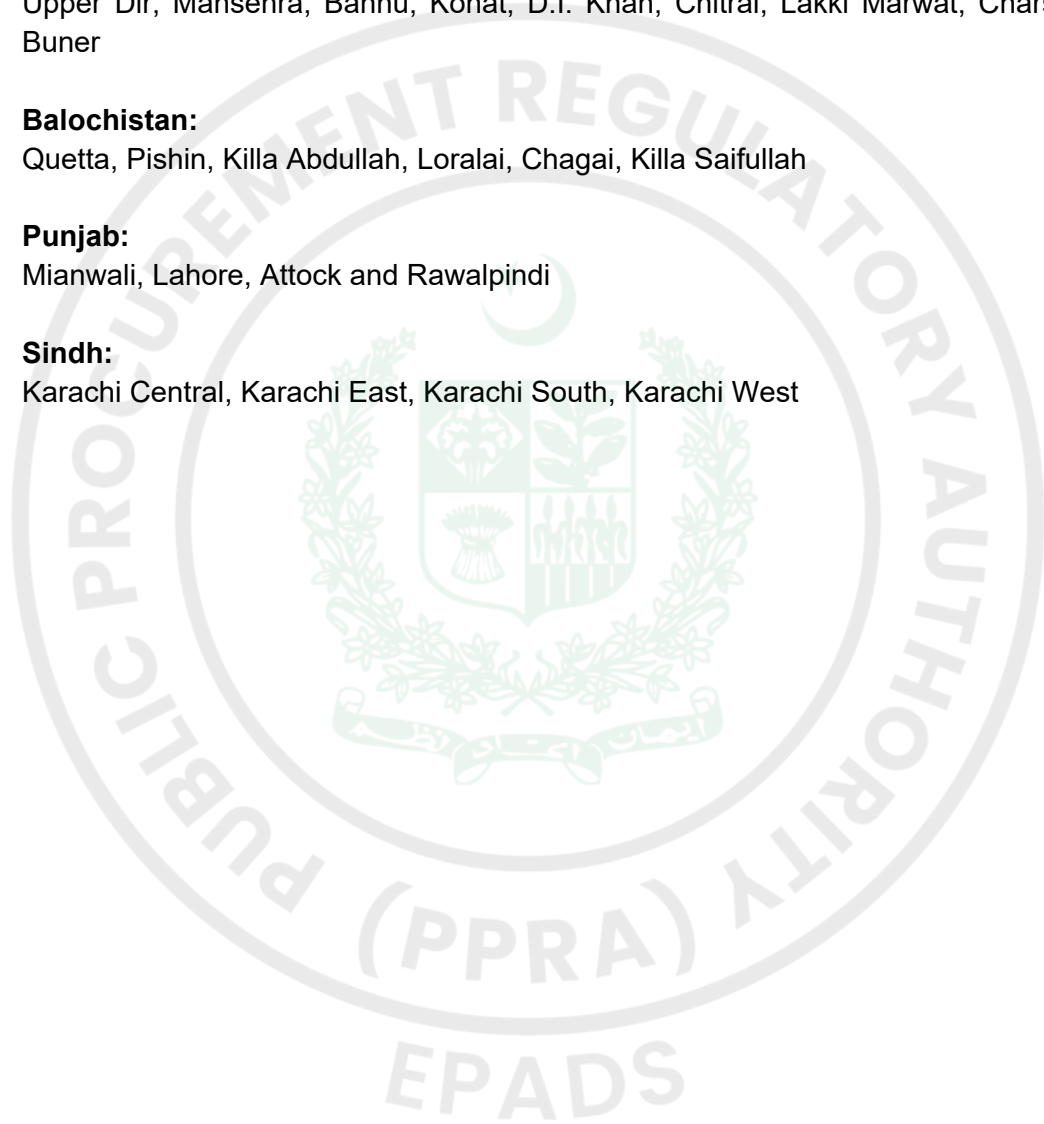 Upper Dir, Mansehra, Bannu, Kohat, D.I. Khan, Chitral, Lakki Marwat,
Buner
Balochistan:
Quetta, Pishin, Killa Abdullah, Loralai, Chagai, Killa Saifullah
Punjab:
Mianwali, Lahore, Attock and Rawalpindi
Sindh:
Karachi Central, Karachi East, Karachi South, Karachi West
PUBLIC PROCUREMENT REGULATORY AUTHORITY
(PPRA)
EPADS